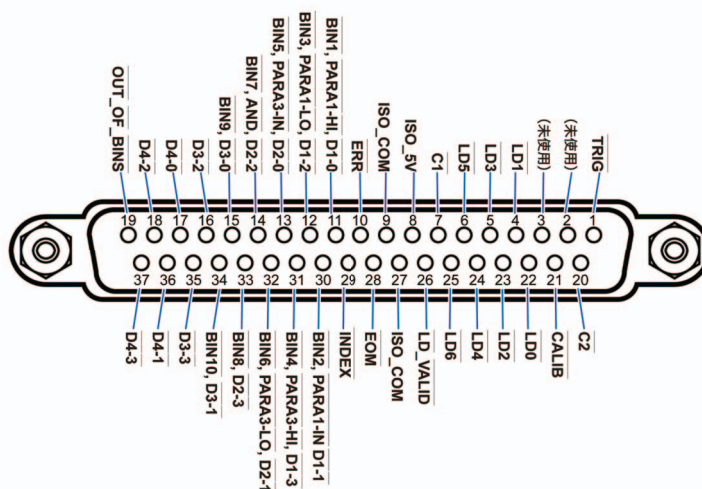 OUT_OF_BINS
D4-2
D4-0
D3-2
BIN9, D3-0
BIN7, AND, D2-2
BIN5, PARA3-IN, D2-0
BIN3, PARA1-LO, D1-2
BIN1, PARA1-HI, D1-0
ERR
ISO_COM
ISO_5V
C1
LD5
LD3
LD1
(未使用)
(未使用)
TRIG
19 18 17 16 15 14 13 12 11 10 9 8 7 6 5 4 3 2 1
37 36 35 34 33 32 31 30 29 28 27 26 25 24 23 22 21 20
D4-3
D4-1
D3-3
BIN10, D3-1
BIN8, D2-3
BIN6, PARA3-LO, D2-1
BIN4, PARA3-HI, D1-3
BIN2, PARA1-IN D1-1
INDEX
EOM
ISO_COM
LD_VALID
LD6
LD4
LD2
LD0
CALIB
C2